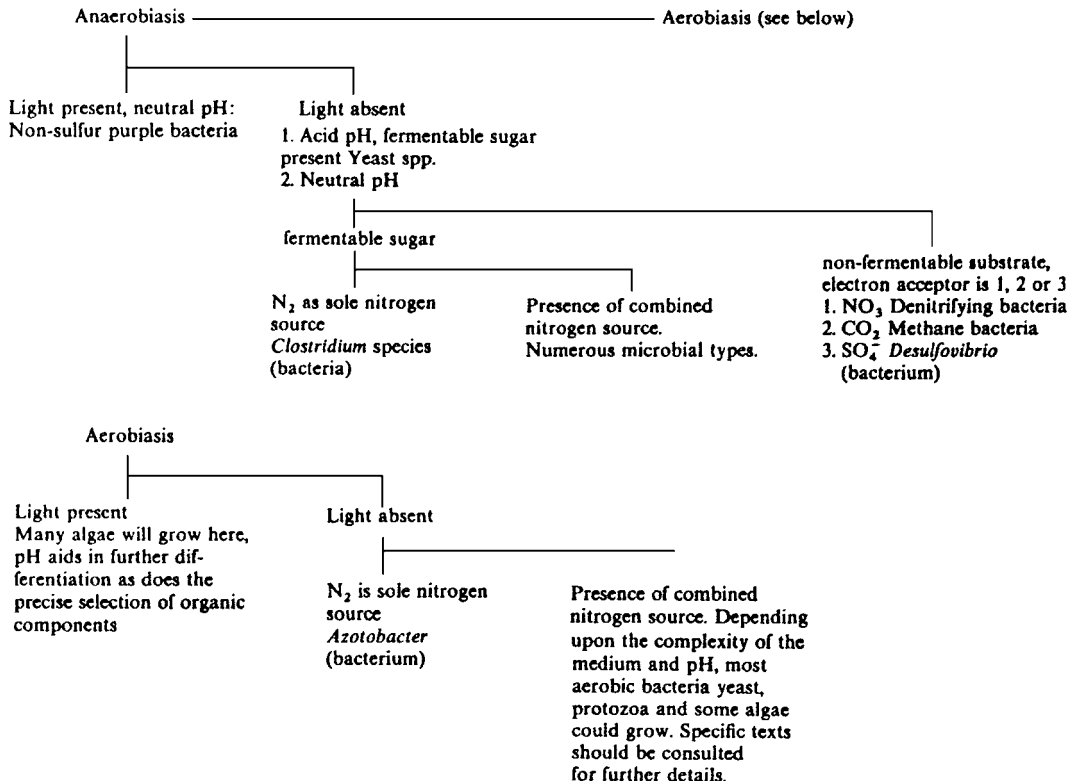 Anaerobiasis
Aerobiasis (see below)
Light present, neutral pH:
Non-sulfur purple bacteria
Light absent
1. Acid pH, fermentable sugar
present Yeast spp.
2. Neutral pH
fermentable sugar
N₂ as sole nitrogen
source
Clostridium species
(bacteria)
Presence of combined
nitrogen source.
Numerous microbial types.
non-fermentable substrate,
electron acceptor is 1, 2 or 3
1. NO₃ Denitrifying bacteria
2. CO₂ Methane bacteria
3. SO₄⁻ Desulfovibrio
(bacterium)
Aerobiasis
Light present
Many algae will grow here,
pH aids in further dif-
ferentiation as does the
precise selection of organic
components
Light absent
N₂ is sole nitrogen
source
Azotobacter
(bacterium)
Presence of combined
nitrogen source. Depending
upon the complexity of the
medium and pH, most
aerobic bacteria yeast,
protozoa and some algae
could grow. Specific texts
should be consulted
for further details.